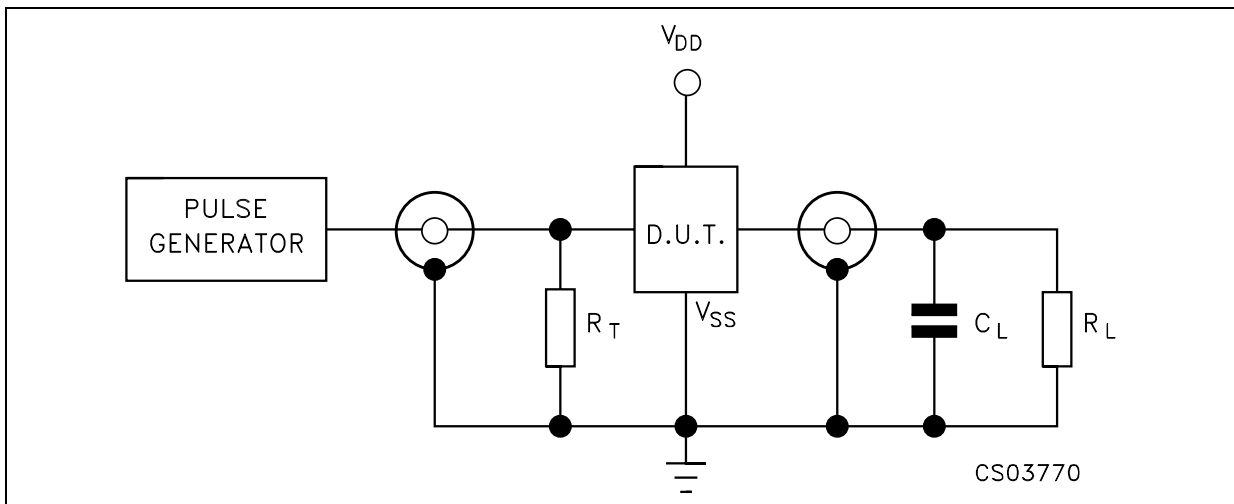 VDD
PULSE
GENERATOR
D.U.T.
VSS
RT
CL
RL
CS03770